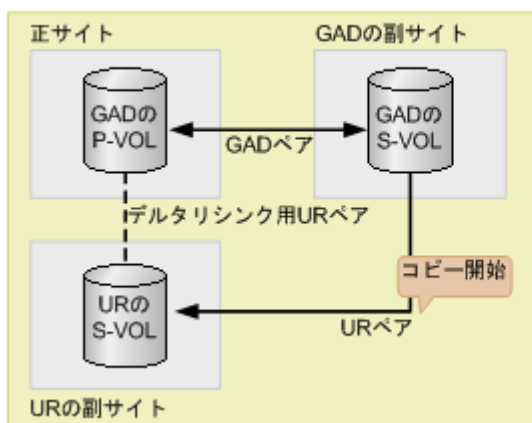 正サイト
GADの副サイト
GADの
P-VOL
GADの
S-VOL
GADペア
デルタリシンク用URペア
コピー開始
URの
S-VOL
URペア
URの副サイト